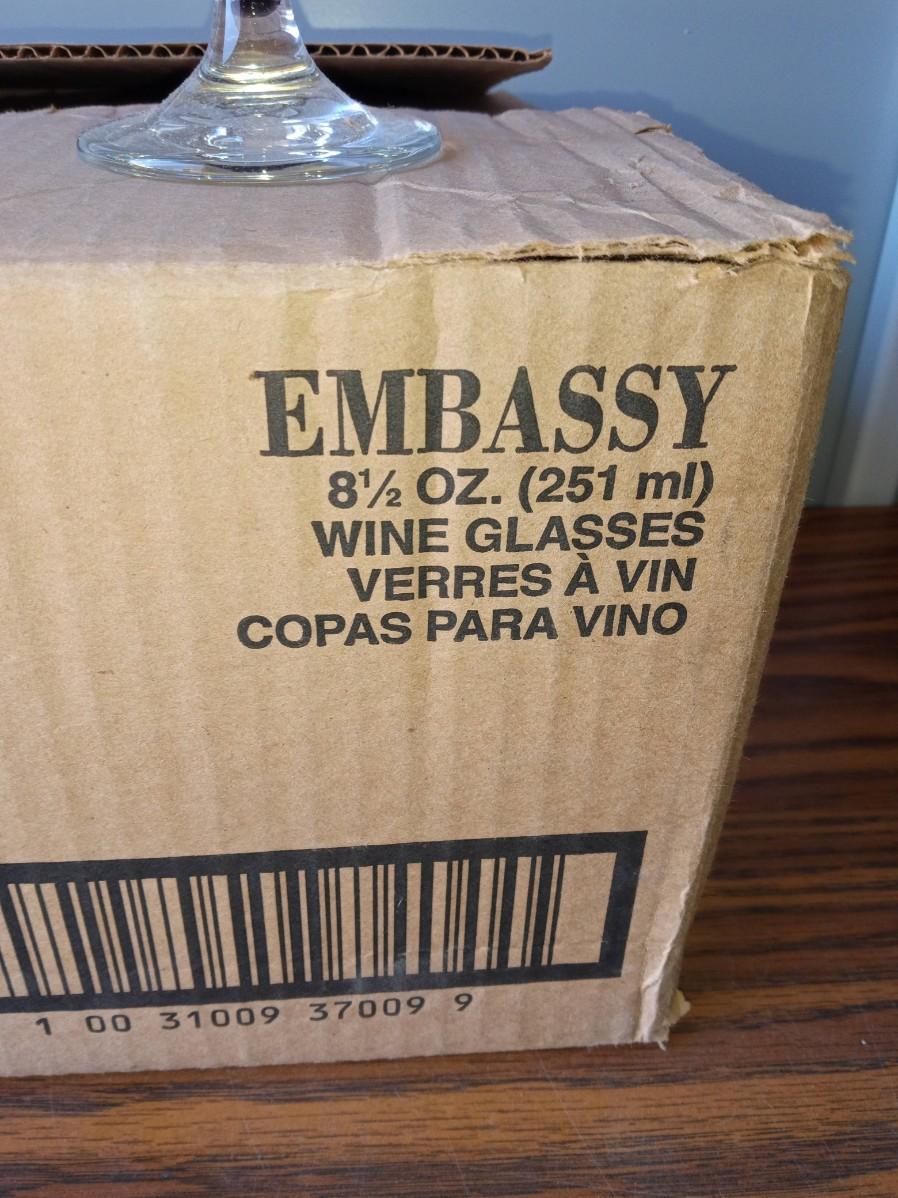 EMBASSY
8½ OZ. (251 ml)
WINE GLASSES
VERRES À VIN
COPAS PARA VINO
1 00 31009 37009 9